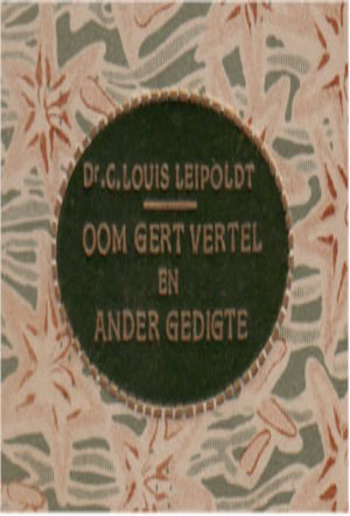 Dr. C. LOUIS LEIPOLDT
OOM GERT VERTEL
EN
ANDER GEDIGTE